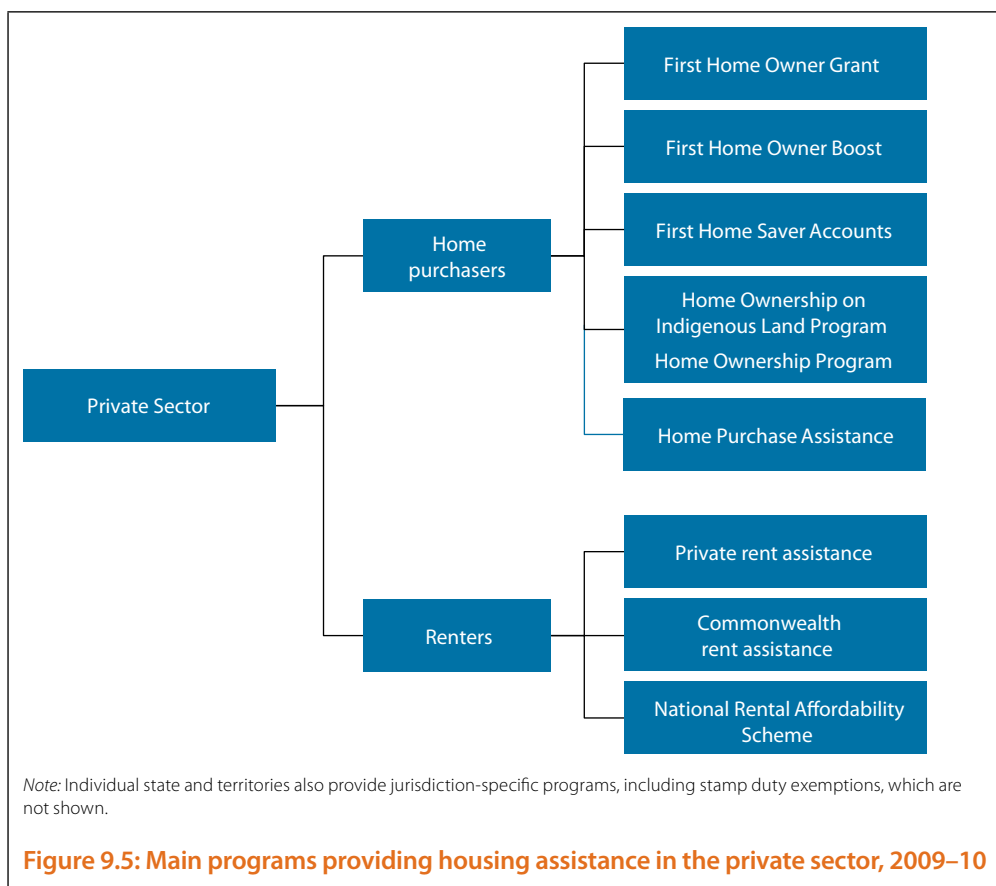 First Home Owner Grant
First Home Owner Boost
First Home Saver Accounts
Home
purchasers
Home Ownership on
Indigenous Land Program
Home Ownership Program
Private Sector
Home Purchase Assistance
Private rent assistance
Renters
Commonwealth
rent assistance
National Rental Affordability
Scheme
Note: Individual state and territories also provide jurisdiction-specific programs, including stamp duty exemptions, which are
not shown.
Figure 9.5: Main programs providing housing assistance in the private sector, 2009–10